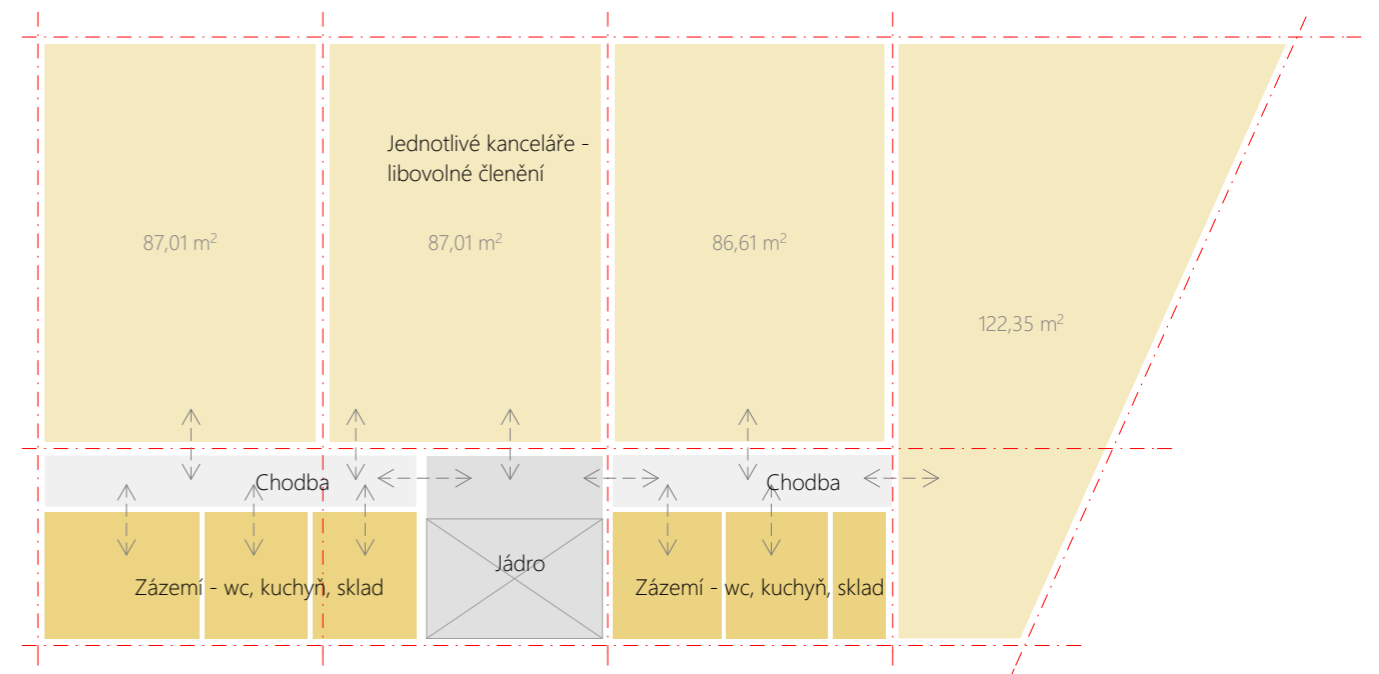 Jednotlivé kanceláře -
libovolné členění
87,01 m²
87,01 m²
86,61 m²
122,35 m²
Chodba
Chodba
Jádro
Zázemí - wc, kuchyň, sklad
Zázemí - wc, kuchyň, sklad